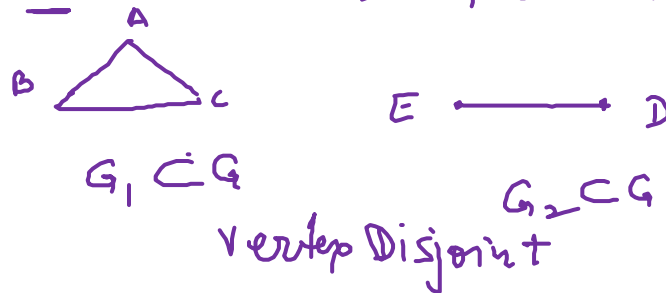 A
B C E D
G₁ ⊂ G G₂ ⊂ G
Vertex Disjoint